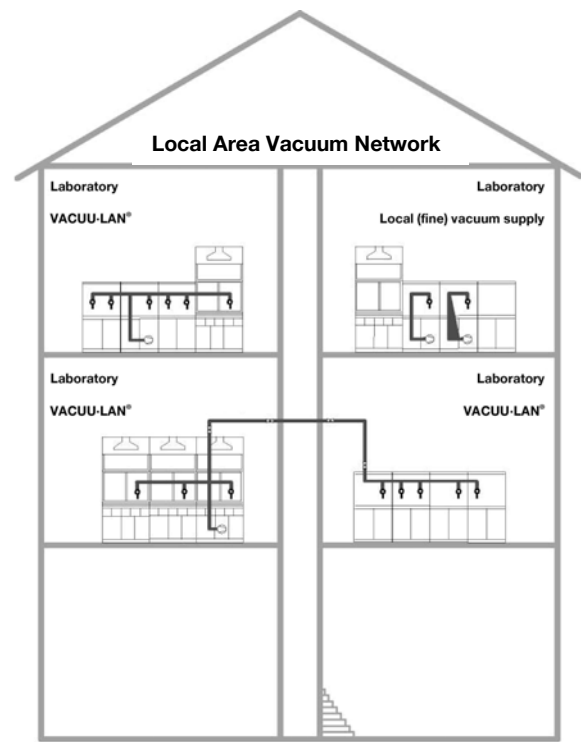 Local Area Vacuum Network
Laboratory
VACUU·LAN®
Laboratory
Local (fine) vacuum supply
Laboratory
VACUU·LAN®
Laboratory
VACUU·LAN®